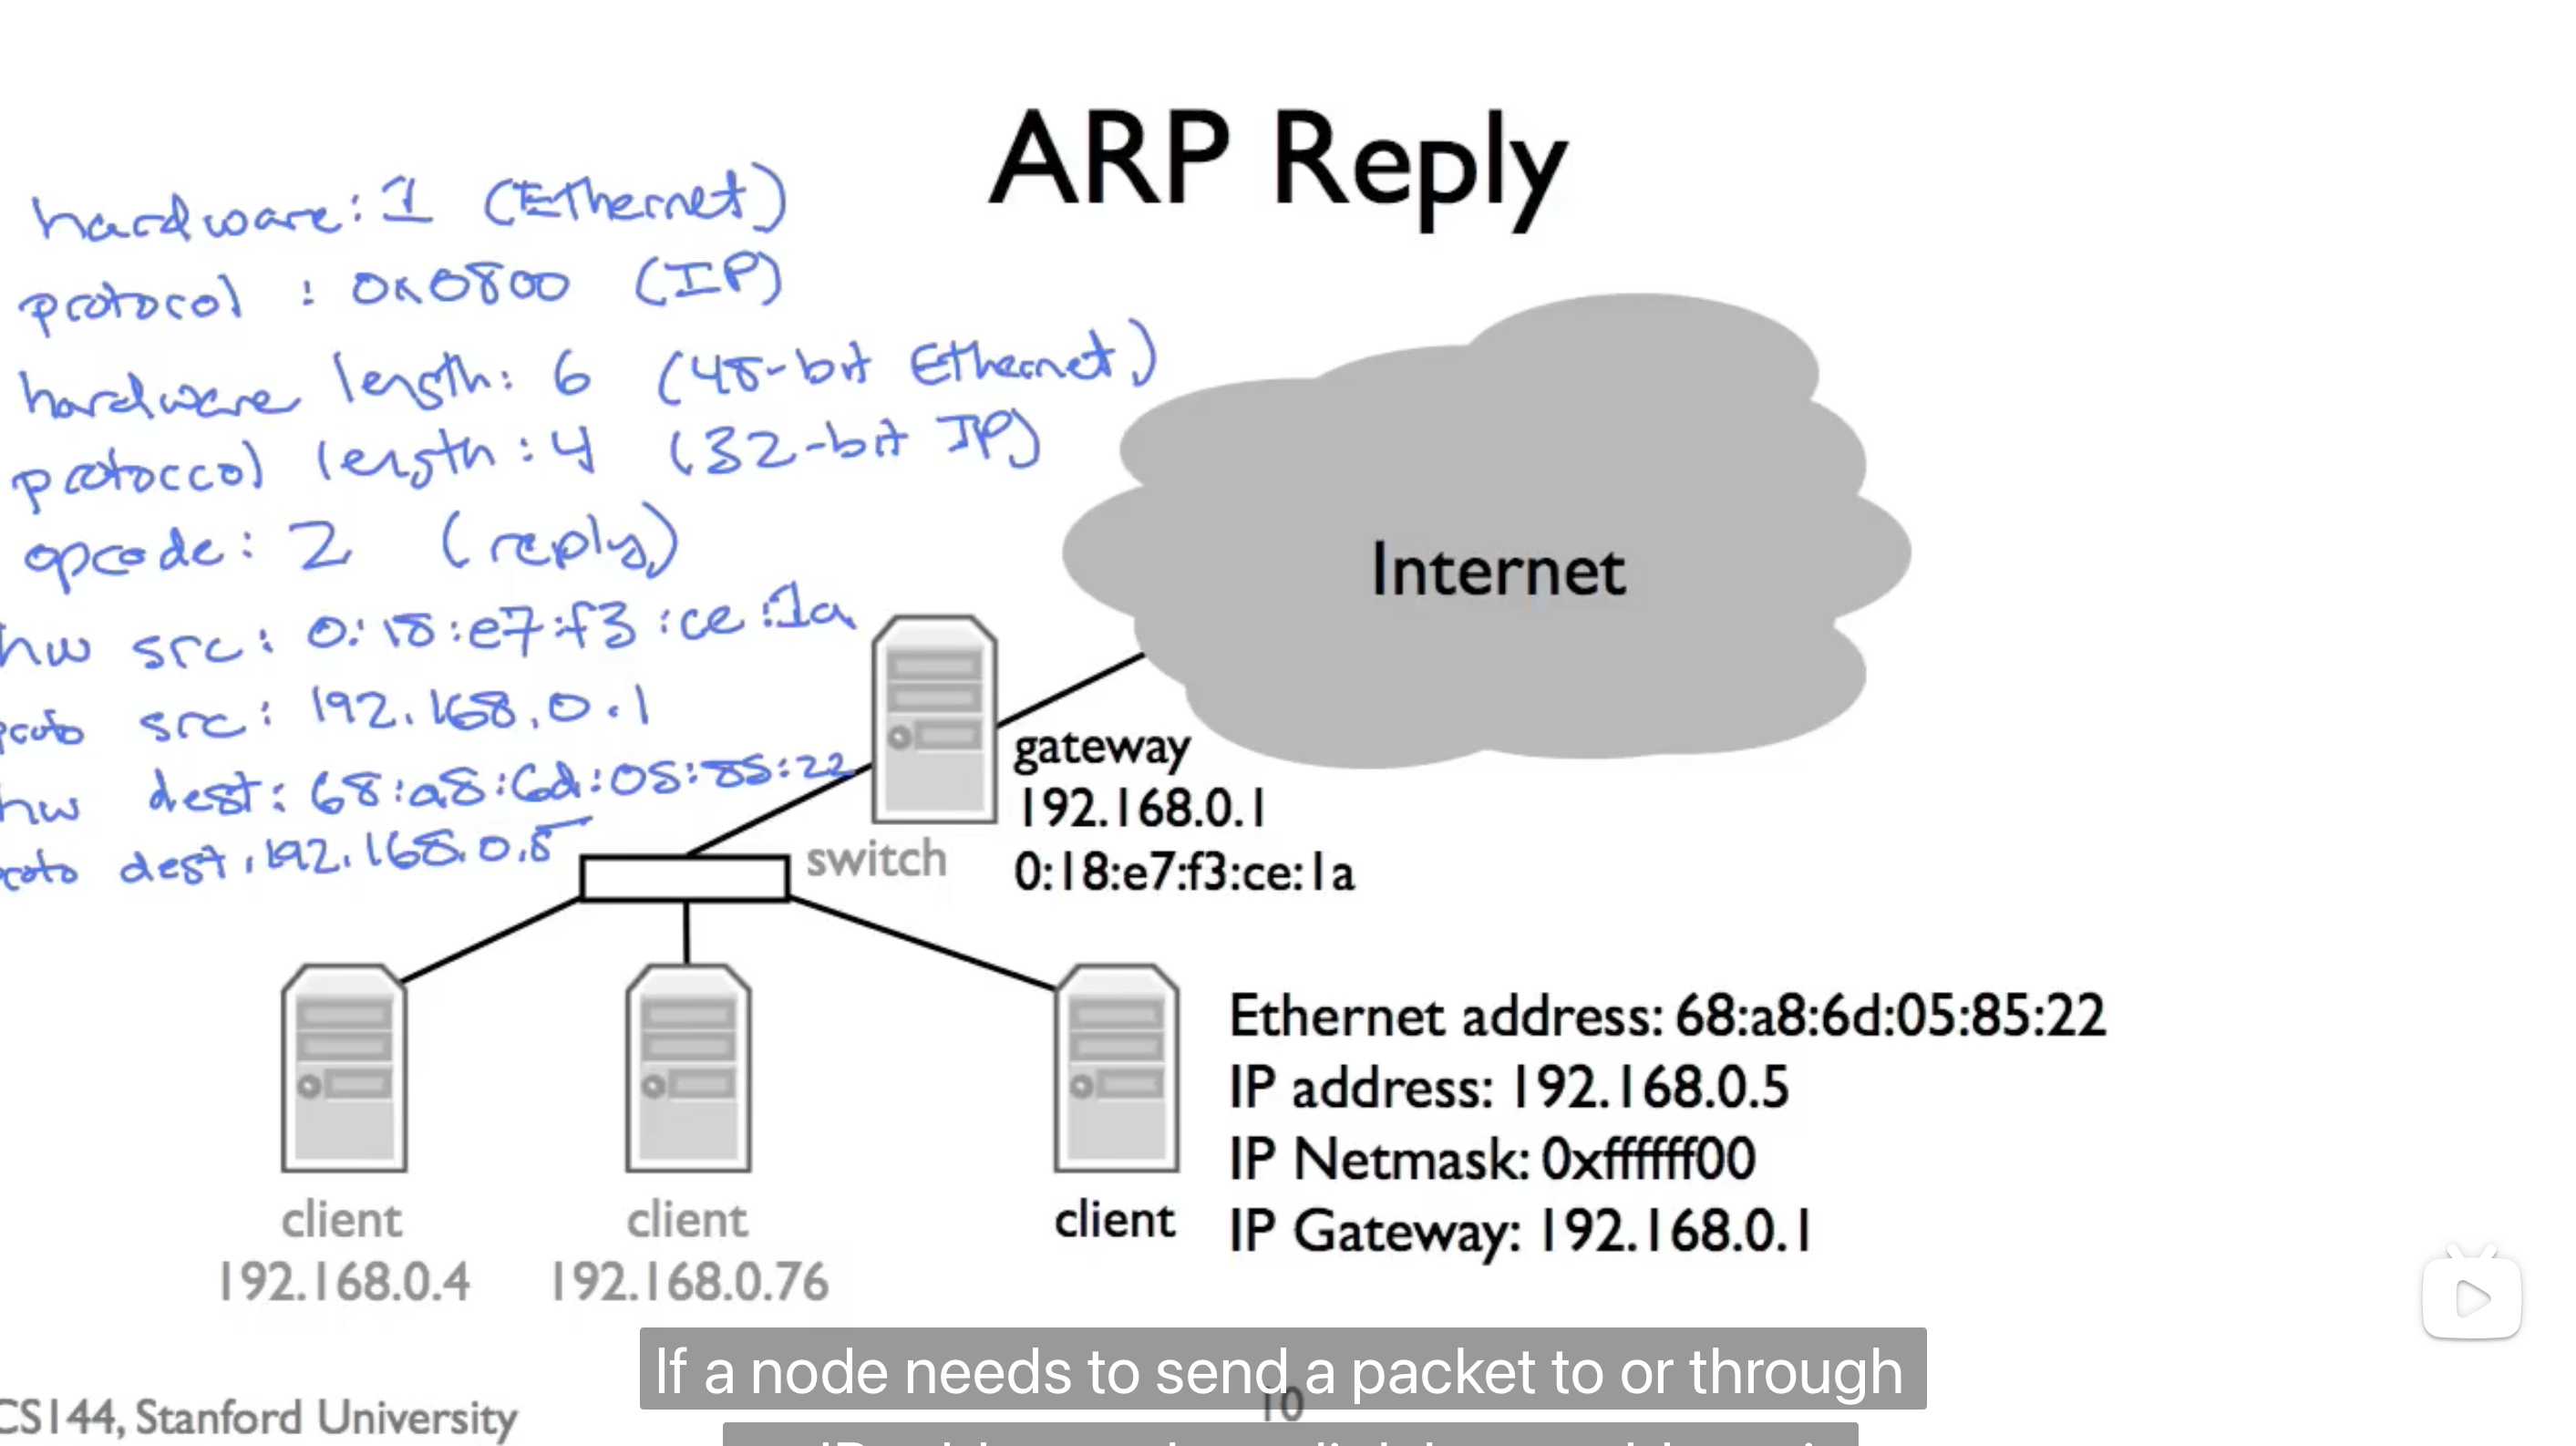 ARP Reply
hardware: 1 (Ethernet)
protocol : 0x0800 (IP)
hardware length: 6 (48-bit Ethernet)
protoccol length: 4 (32-bit IP)
opcode: 2 (reply)
hw src: 0:18:e7:f3:ce:1a
src: 192.168.0.1
hw dest: 68:a8:6d:05:85:22
dest: 192.168.0.5
Internet
gateway
192.168.0.1
0:18:e7:f3:ce:1a
switch
client
192.168.0.4
client
192.168.0.76
client
Ethernet address: 68:a8:6d:05:85:22
IP address: 192.168.0.5
IP Netmask: 0xffffff00
IP Gateway: 192.168.0.1
If a node needs to send a packet to or through
CS144, Stanford University
10